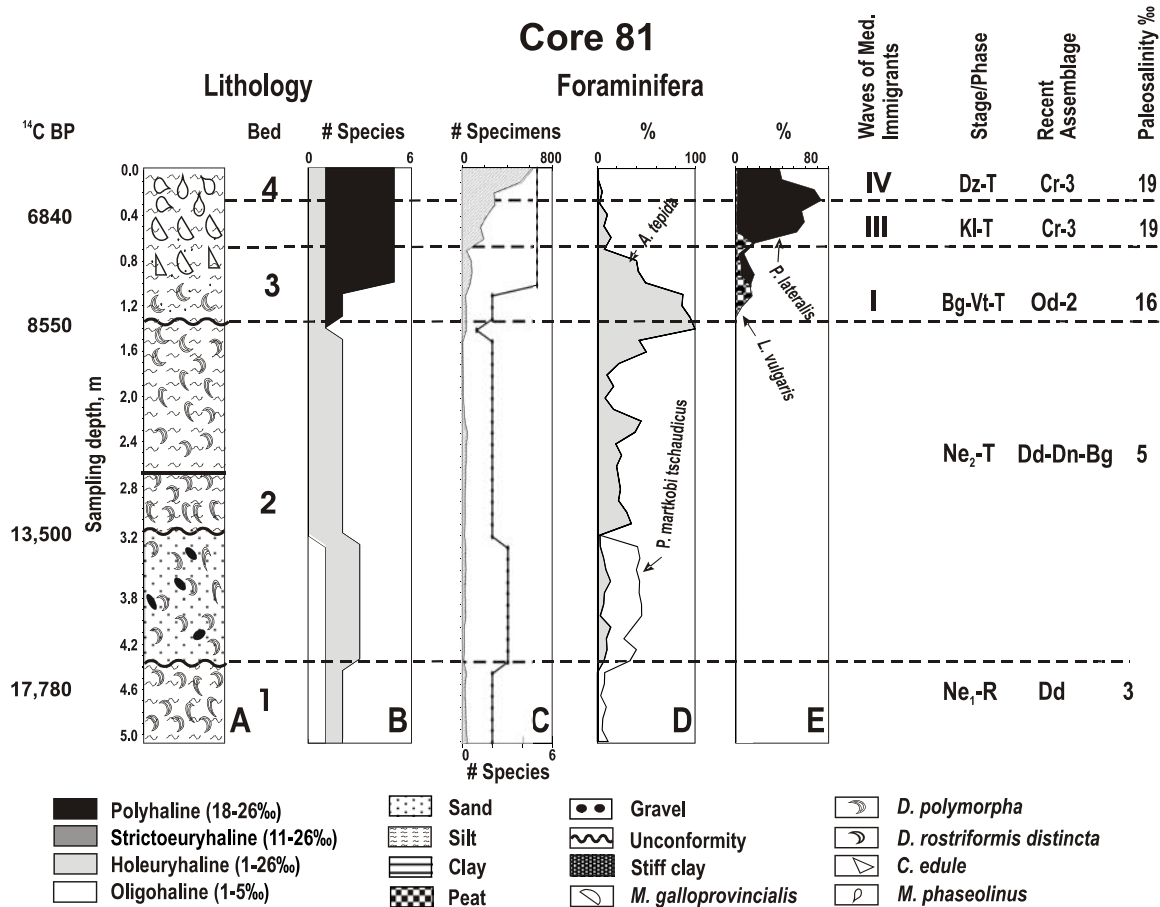 Core 81
Lithology
Foraminifera
Waves of Med. Immigrants
Stage/Phase
Recent Assemblage
Paleosalinity ‰
¹⁴C BP
Bed
# Species
# Specimens
%
%
0 6
0 800
0 100
0 80
Sampling depth, m
0.0
0.4
0.8
1.2
1.6
2.0
2.4
2.8
3.2
3.8
4.2
4.6
5.0
6840
8550
13,500
17,780
4
3
2
1
A
B
C
D
E
A. tepida
P. martkobi tschaudicus
P. lateralis
L. vulgaris
IV Dz-T Cr-3 19
III Kl-T Cr-3 19
I Bg-Vt-T Od-2 16
Ne₂-T Dd-Dn-Bg 5
Ne₁-R Dd 3
0 6
# Species
Polyhaline (18-26‰)
Strictoeuryhaline (11-26‰)
Holeuryhaline (1-26‰)
Oligohaline (1-5‰)
Sand
Silt
Clay
Peat
Gravel
Unconformity
Stiff clay
M. galloprovincialis
D. polymorpha
D. rostriformis distincta
C. edule
M. phaseolinus